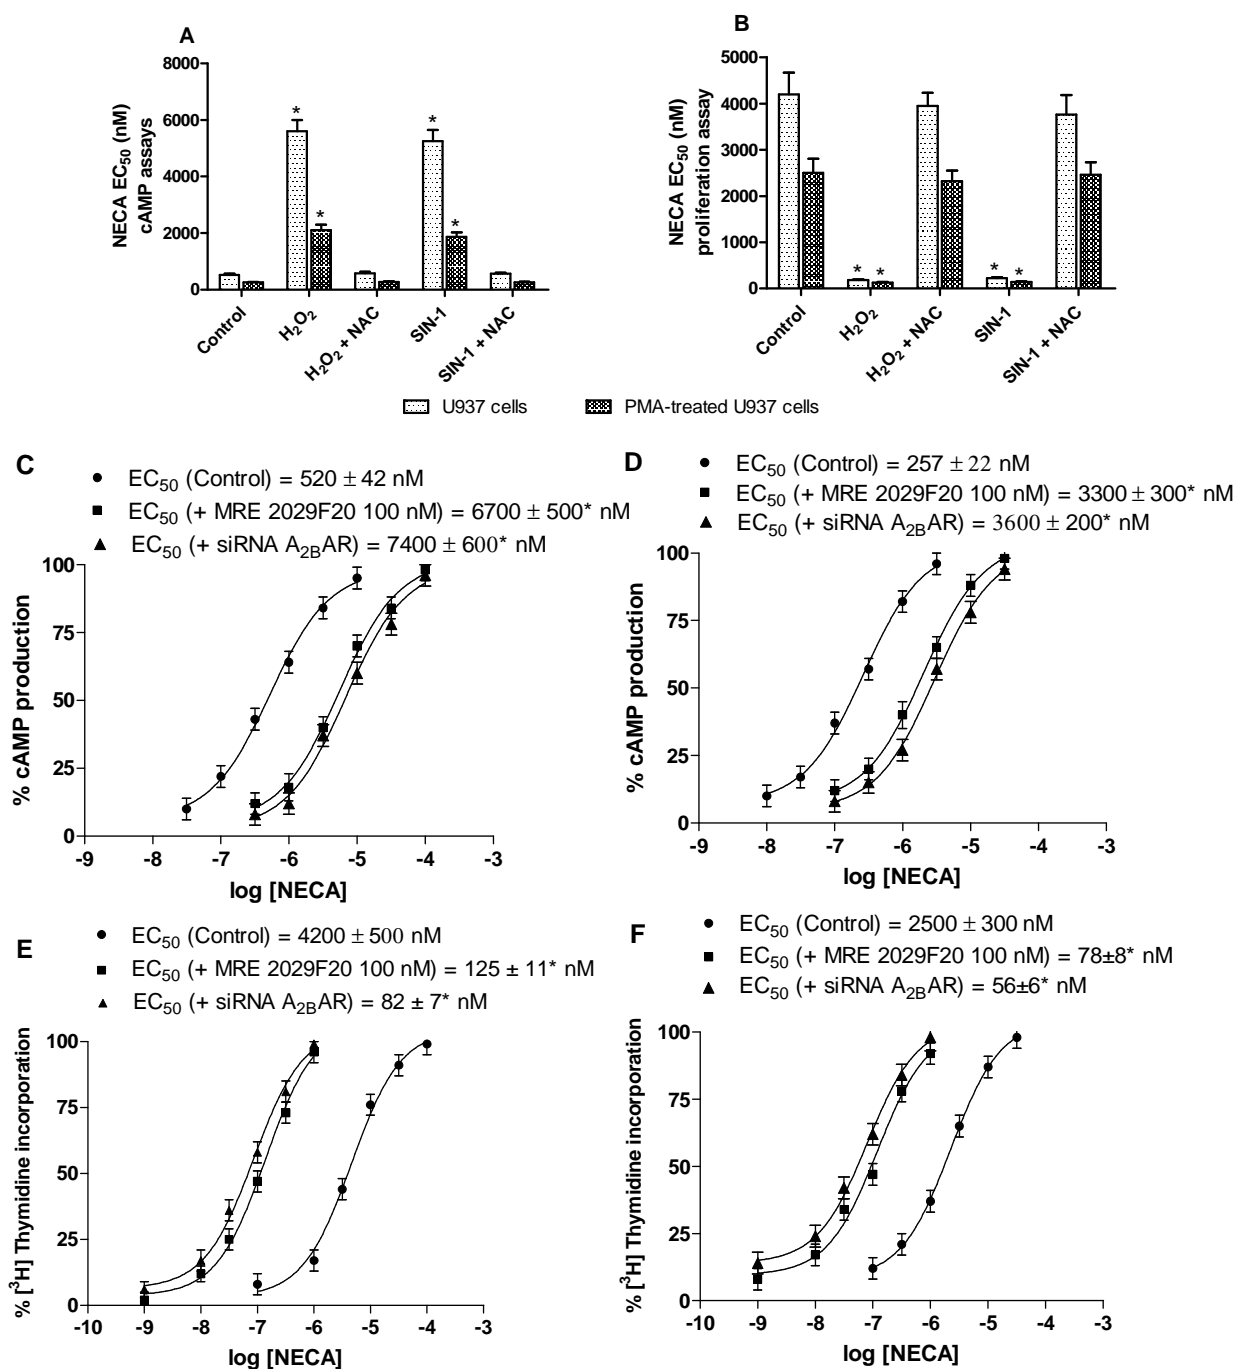 A
NECA EC50 (nM)
cAMP assays
8000
6000
4000
2000
0
*
*
*
*
Control
H2O2
H2O2 + NAC
SIN-1
SIN-1 + NAC
B
NECA EC50 (nM)
proliferation assay
5000
4000
3000
2000
1000
0
*
*
*
*
Control
H2O2
H2O2 + NAC
SIN-1
SIN-1 + NAC
U937 cells
PMA-treated U937 cells
C
EC50 (Control) = 520 ± 42 nM
EC50 (+ MRE 2029F20 100 nM) = 6700 ± 500* nM
EC50 (+ siRNA A2BAR) = 7400 ± 600* nM
% cAMP production
100
75
50
25
0
-9 -8 -7 -6 -5 -4 -3
log [NECA]
D
EC50 (Control) = 257 ± 22 nM
EC50 (+ MRE 2029F20 100 nM) = 3300 ± 300* nM
EC50 (+ siRNA A2BAR) = 3600 ± 200* nM
% cAMP production
100
75
50
25
0
-9 -8 -7 -6 -5 -4 -3
log [NECA]
E
EC50 (Control) = 4200 ± 500 nM
EC50 (+ MRE 2029F20 100 nM) = 125 ± 11* nM
EC50 (+ siRNA A2BAR) = 82 ± 7* nM
% [3H] Thymidine incorporation
100
75
50
25
0
-10 -9 -8 -7 -6 -5 -4 -3
log [NECA]
F
EC50 (Control) = 2500 ± 300 nM
EC50 (+ MRE 2029F20 100 nM) = 78±8* nM
EC50 (+ siRNA A2BAR) = 56±6* nM
% [3H] Thymidine incorporation
100
75
50
25
0
-10 -9 -8 -7 -6 -5 -4 -3
log [NECA]